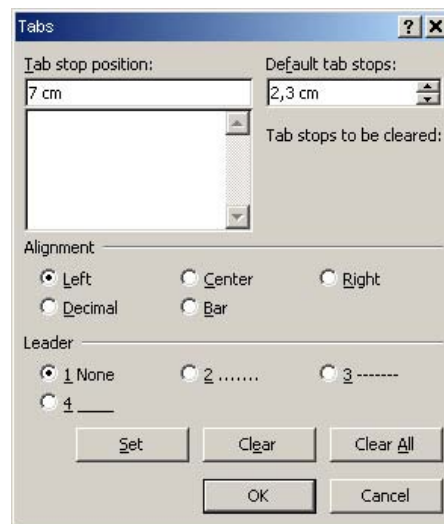 Tabs
Tab stop position: Default tab stops:
7 cm 2,3 cm
Tab stops to be cleared:
Alignment
Left Center Right
Decimal Bar
Leader
1 None 2 ....... 3 -------
4 ____
Set Clear Clear All
OK Cancel